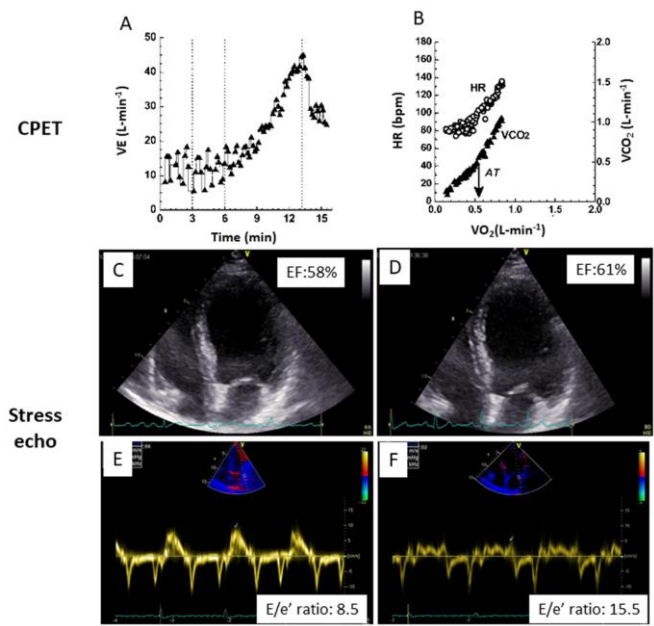 CPET
A
VE (L-min⁻¹)
50
40
30
20
10
0
0 3 6 9 12 15
Time (min)
B
HR (bpm)
180
160
140
120
100
80
60
40
20
0
HR
VCO₂
AT
2.0
1.5
1.0
0.5
0.0
VCO₂ (L-min⁻¹)
0.0 0.5 1.0 1.5 2.0
VO₂(L-min⁻¹)
Stress
echo
C
EF:58%
V
D
EF:61%
V
E
V
E/e' ratio: 8.5
F
V
E/e' ratio: 15.5